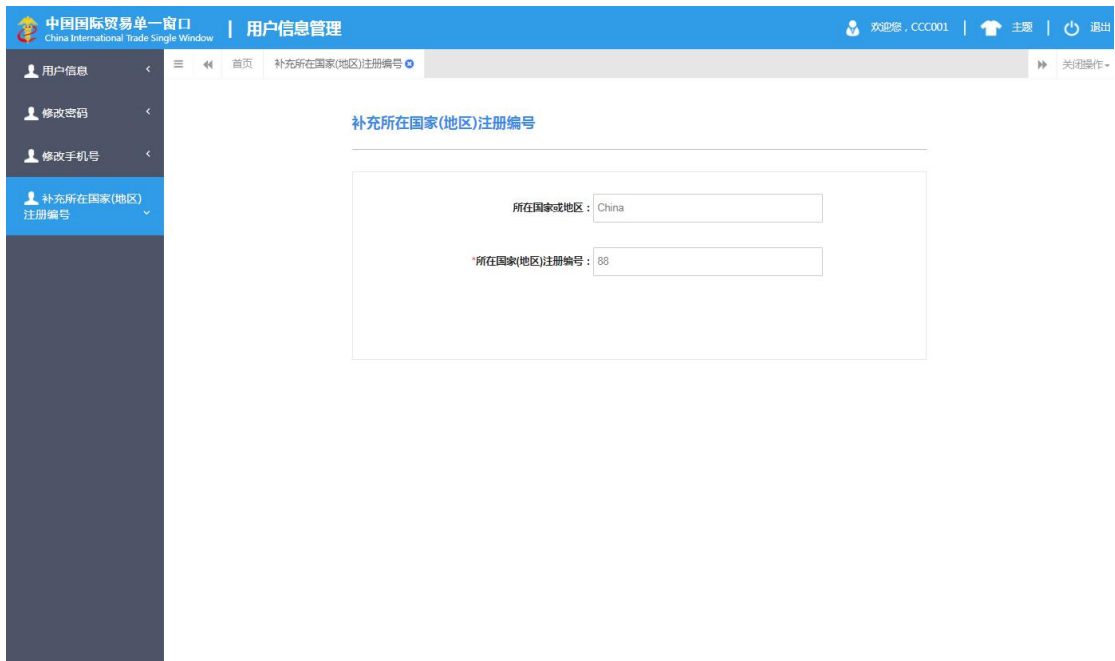 中国国际贸易单一窗口
China International Trade Single Window
用户信息管理
欢迎您，CCC001
主题
退出
用户信息
首页
补充所在国家(地区)注册编号
关闭操作
修改密码
修改手机号
补充所在国家(地区)
注册编号
补充所在国家(地区)注册编号
所在国家或地区：China
*所在国家(地区)注册编号：88